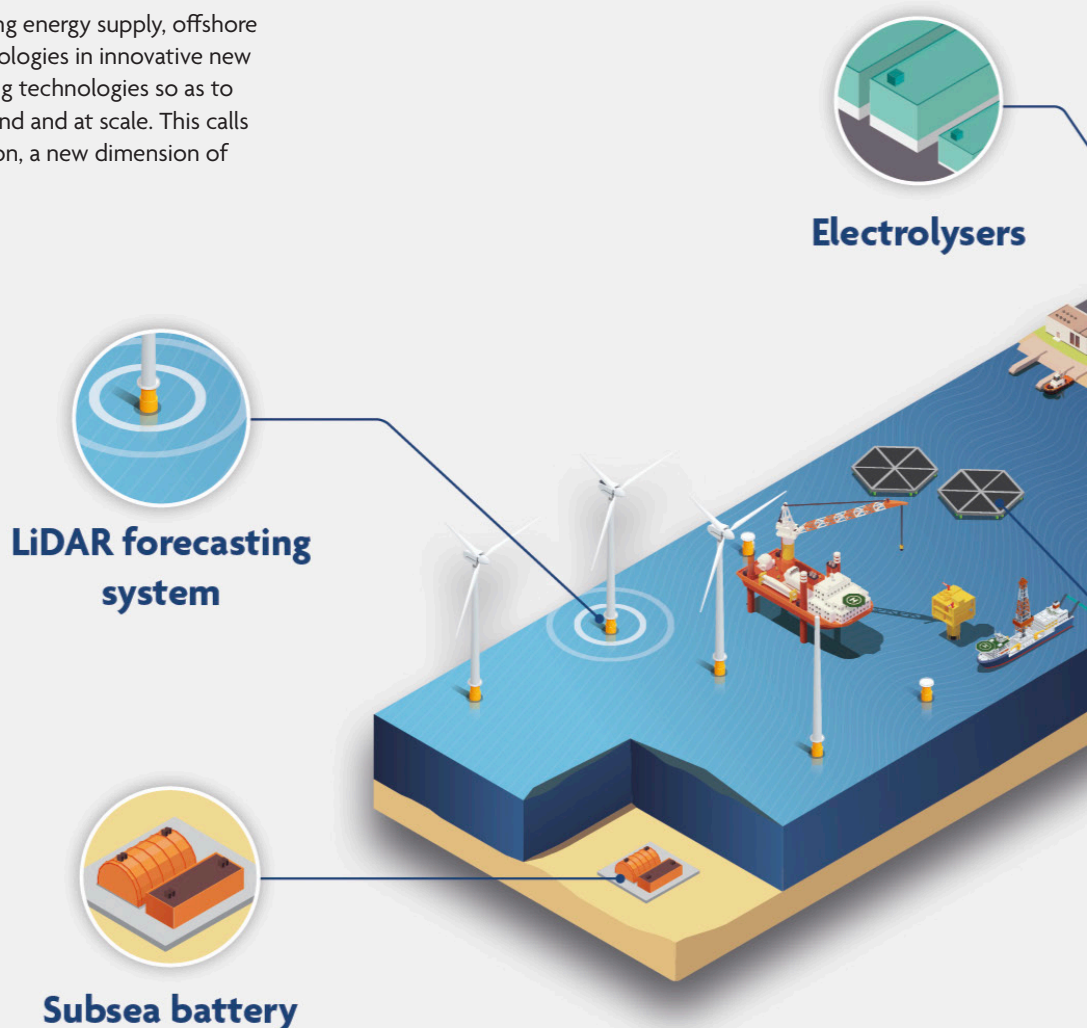 ng energy supply, offshore
ologies in innovative new
g technologies so as to
nd and at scale. This calls
on, a new dimension of
Electrolysers
LiDAR forecasting
system
Subsea battery